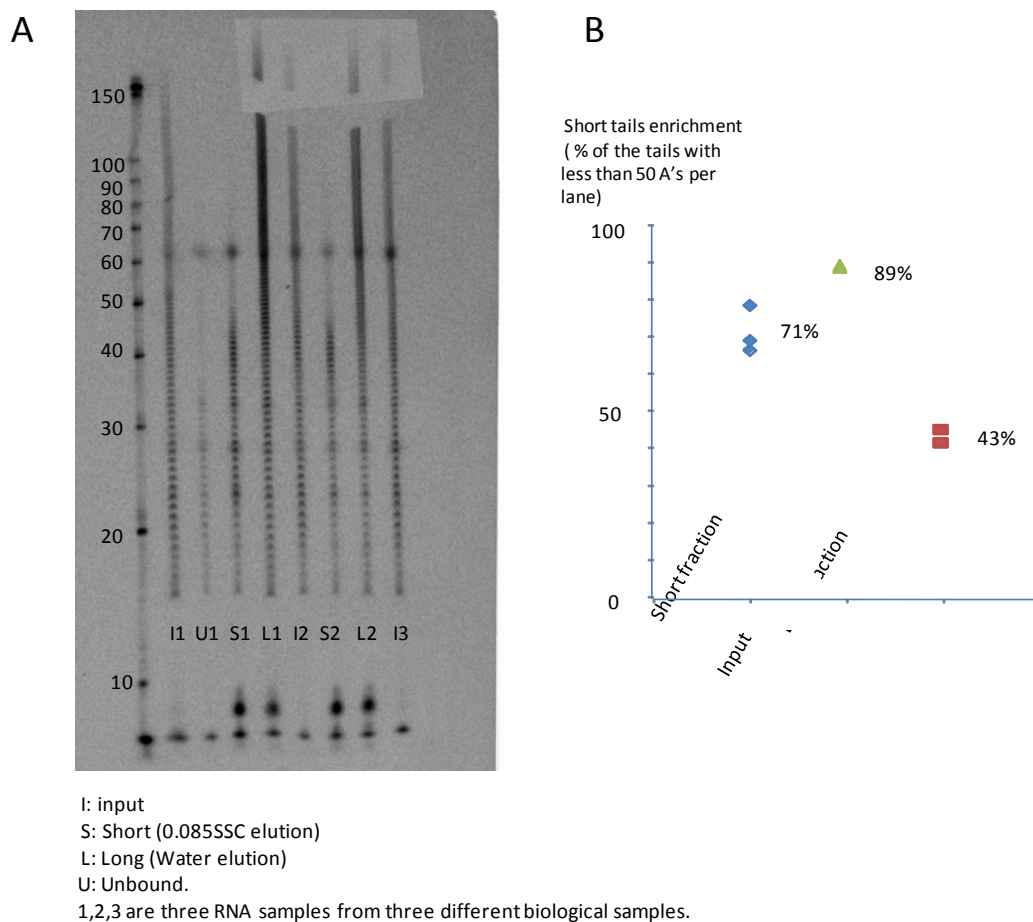 A
150
100
90
80
70
60
50
40
30
20
10
I1 U1 S1 L1 I2 S2 L2 I3
I: input
S: Short (0.085SSC elution)
L: Long (Water elution)
U: Unbound.
1,2,3 are three RNA samples from three different biological samples.
B
Short tails enrichment
( % of the tails with
less than 50 A's per
lane)
100
50
0
71%
89%
43%
Short fraction
Input